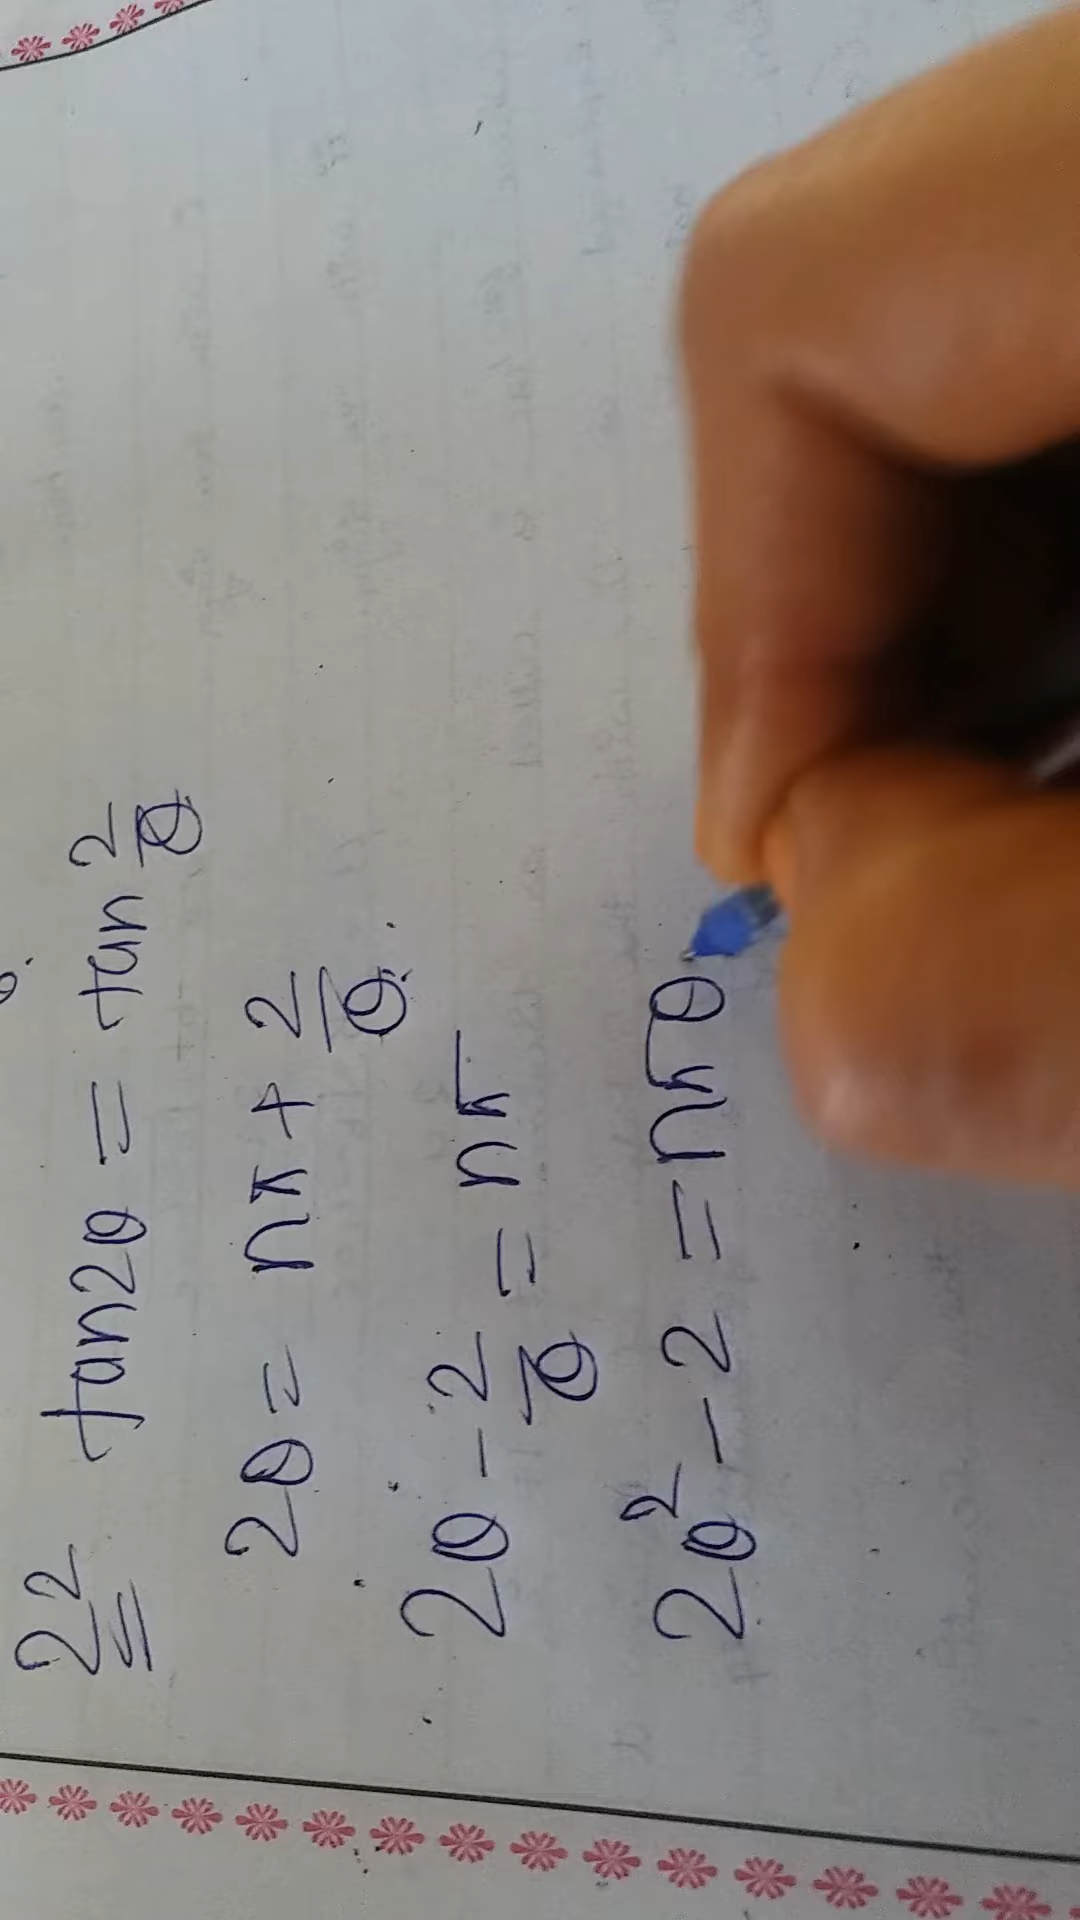 22 tan2θ = tan 2/θ
2θ = nπ + 2/θ.
2θ - 2/θ = nπ
2θ² - 2 = nπθ